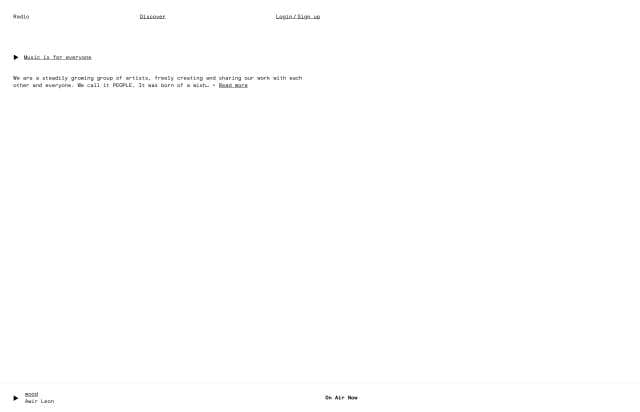 Radio
Discover
Login/Sign up
Music is for everyone
We are a steadily growing group of artists, freely creating and sharing our work with each
other and everyone. We call it PEOPLE. It was born of a wish… – Read more
wood
Awir Leon
On Air Now